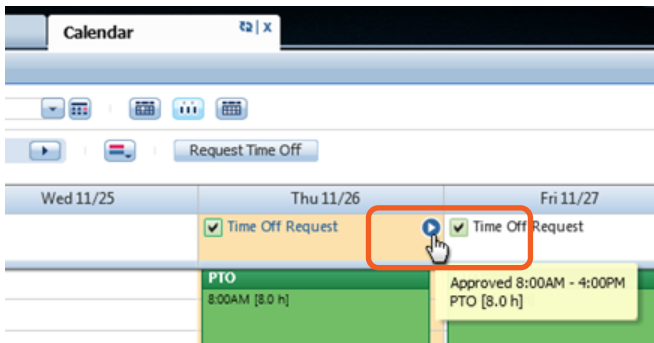 Calendar
x
Request Time Off
Wed 11/25
Thu 11/26
Fri 11/27
Time Off Request
Time Off Request
PTO
8:00AM [8.0 h]
Approved 8:00AM - 4:00PM
PTO [8.0 h]